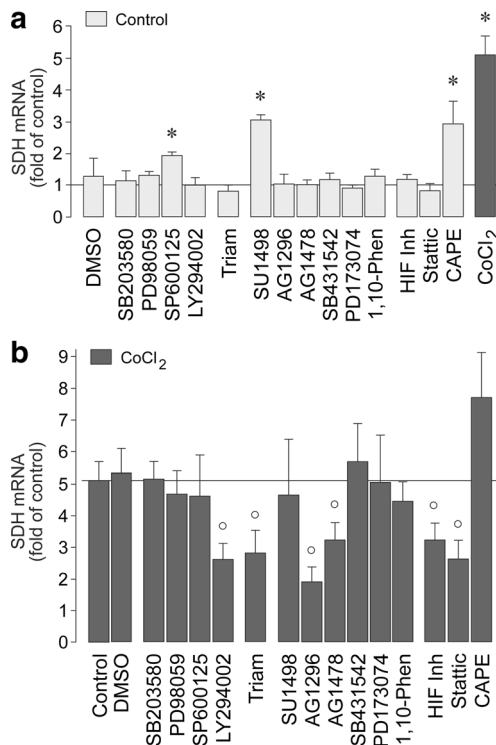 a
Control
SDH mRNA
(fold of control)
6
5
4
3
2
1
0
*
*
*
*
DMSO
SB203580
PD98059
SP600125
LY294002
Triam
SU1498
AG1296
AG1478
SB431542
PD173074
1,10-Phen
HIF Inh
Stattic
CAPE
CoCl2
b
CoCl2
SDH mRNA
(fold of control)
9
8
7
6
5
4
3
2
1
0
Control
DMSO
SB203580
PD98059
SP600125
LY294002
Triam
SU1498
AG1296
AG1478
SB431542
PD173074
1,10-Phen
HIF Inh
Stattic
CAPE